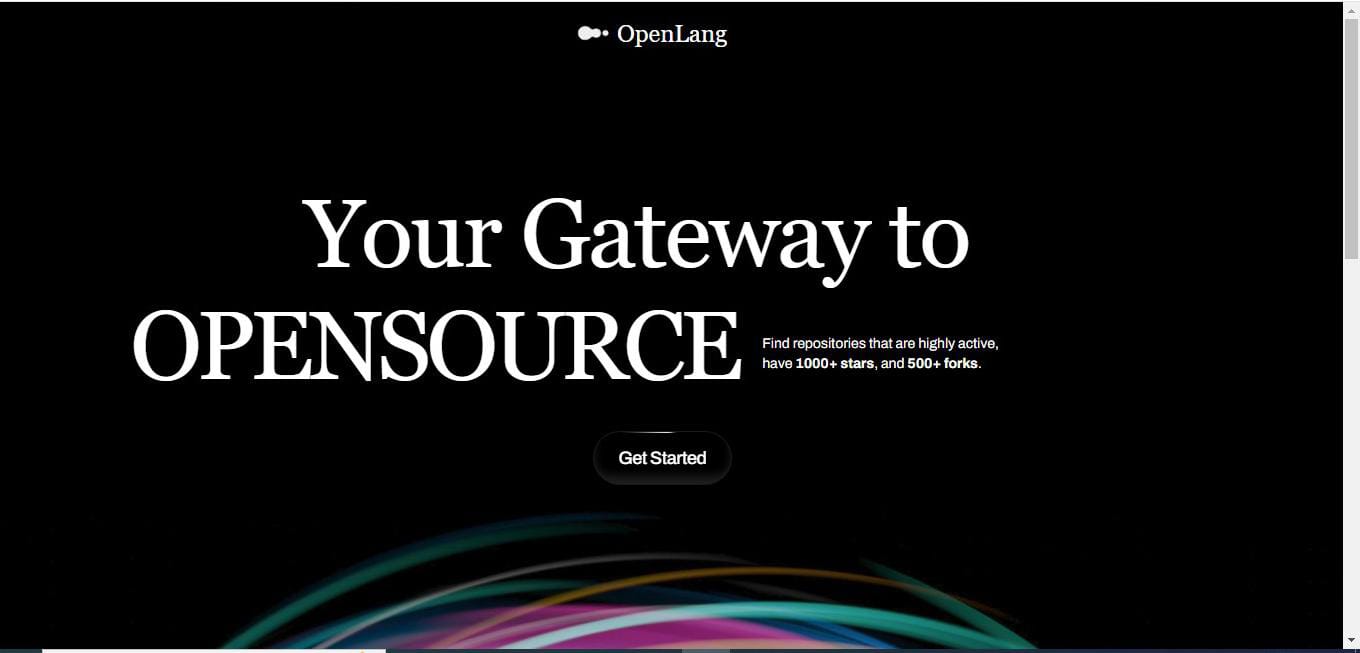 OpenLang
Your Gateway to
OPENSOURCE
Find repositories that are highly active,
have 1000+ stars, and 500+ forks.
Get Started